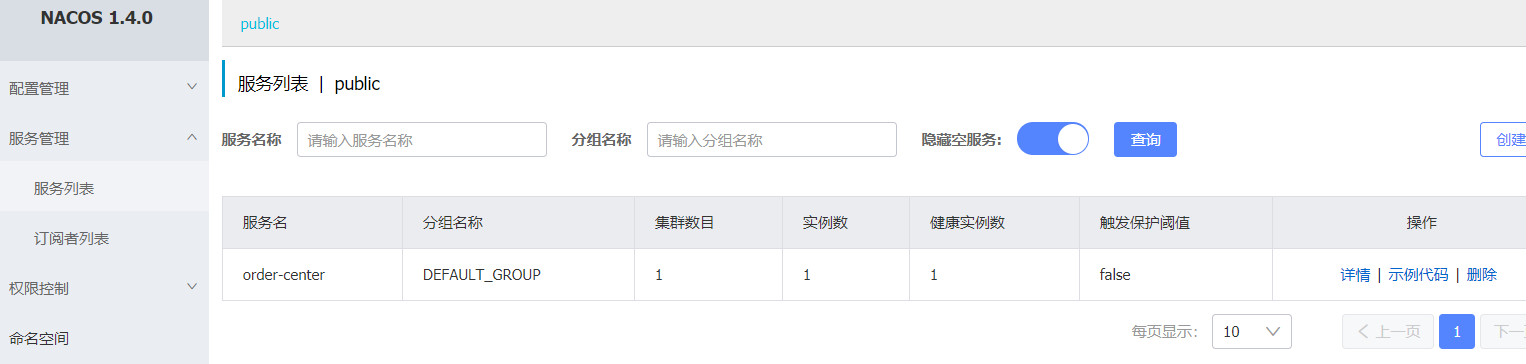 NACOS 1.4.0
配置管理
服务管理
服务列表
订阅者列表
权限控制
命名空间
public
服务列表 | public
服务名称 请输入服务名称 分组名称 请输入分组名称 隐藏空服务: 查询 创建
服务名 分组名称 集群数目 实例数 健康实例数 触发保护阈值 操作
order-center DEFAULT_GROUP 1 1 1 false 详情 | 示例代码 | 删除
每页显示: 10 上一页 1 下一